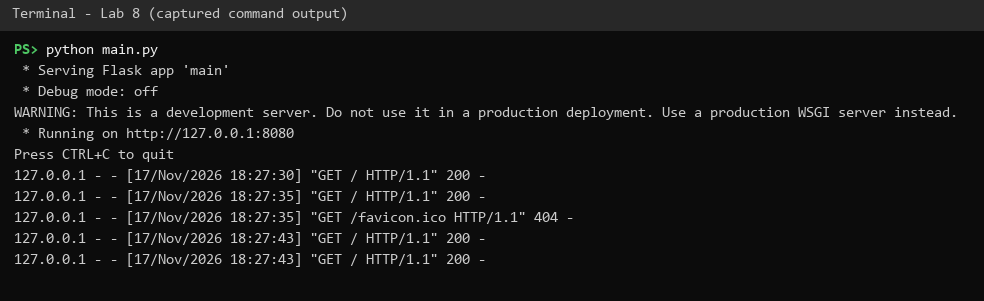 Terminal - Lab 8 (captured command output)
PS> python main.py
 * Serving Flask app 'main'
 * Debug mode: off
WARNING: This is a development server. Do not use it in a production deployment. Use a production WSGI server instead.
 * Running on http://127.0.0.1:8080
Press CTRL+C to quit
127.0.0.1 - - [17/Nov/2026 18:27:30] "GET / HTTP/1.1" 200 -
127.0.0.1 - - [17/Nov/2026 18:27:35] "GET / HTTP/1.1" 200 -
127.0.0.1 - - [17/Nov/2026 18:27:35] "GET /favicon.ico HTTP/1.1" 404 -
127.0.0.1 - - [17/Nov/2026 18:27:43] "GET / HTTP/1.1" 200 -
127.0.0.1 - - [17/Nov/2026 18:27:43] "GET / HTTP/1.1" 200 -